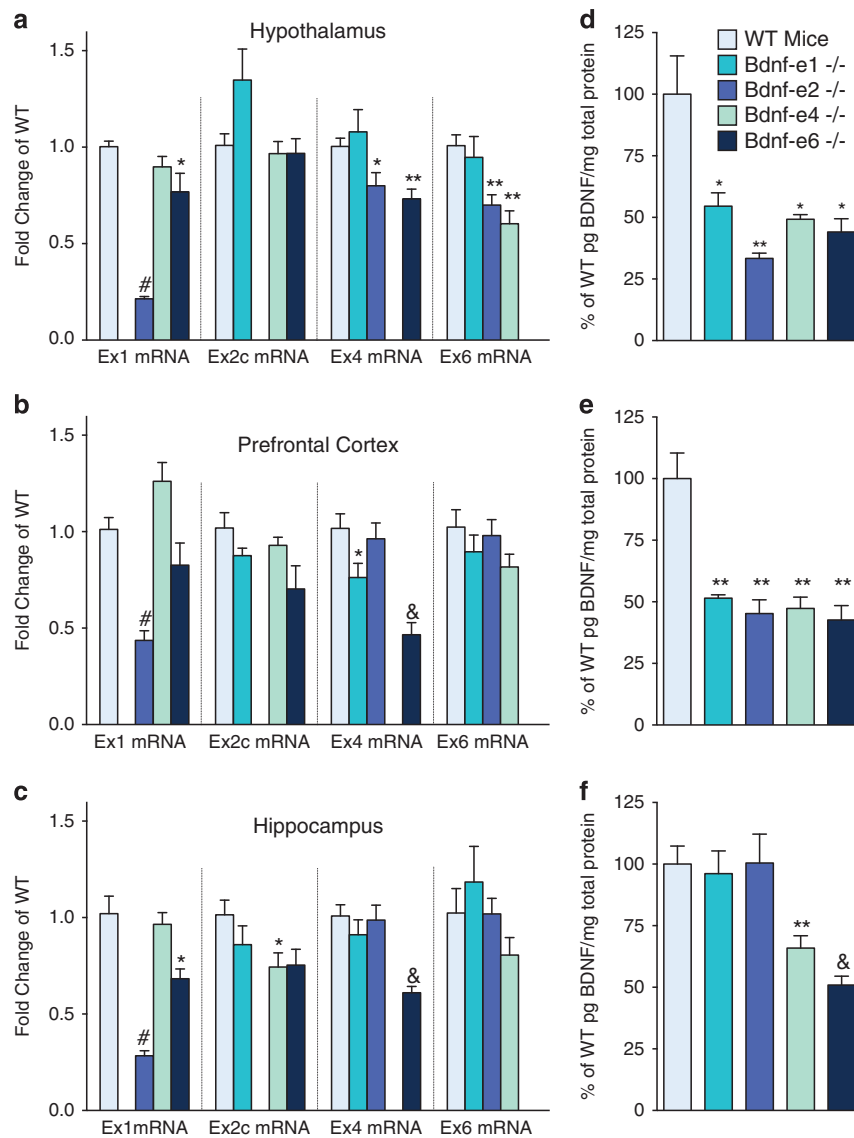 a
Hypothalamus
Fold Change of WT
1.5
1.0
0.5
0.0
#
*
*
**
**
**
Ex1 mRNA
Ex2c mRNA
Ex4 mRNA
Ex6 mRNA
d
WT Mice
Bdnf-e1 -/-
Bdnf-e2 -/-
Bdnf-e4 -/-
Bdnf-e6 -/-
% of WT pg BDNF/mg total protein
125
100
75
50
25
0
*
**
*
*
b
Prefrontal Cortex
Fold Change of WT
1.5
1.0
0.5
0.0
#
*
&
Ex1 mRNA
Ex2c mRNA
Ex4 mRNA
Ex6 mRNA
e
% of WT pg BDNF/mg total protein
125
100
75
50
25
0
**
**
**
**
c
Hippocampus
Fold Change of WT
1.5
1.0
0.5
0.0
#
*
*
&
Ex1mRNA
Ex2c mRNA
Ex4 mRNA
Ex6 mRNA
f
% of WT pg BDNF/mg total protein
125
100
75
50
25
0
**
&